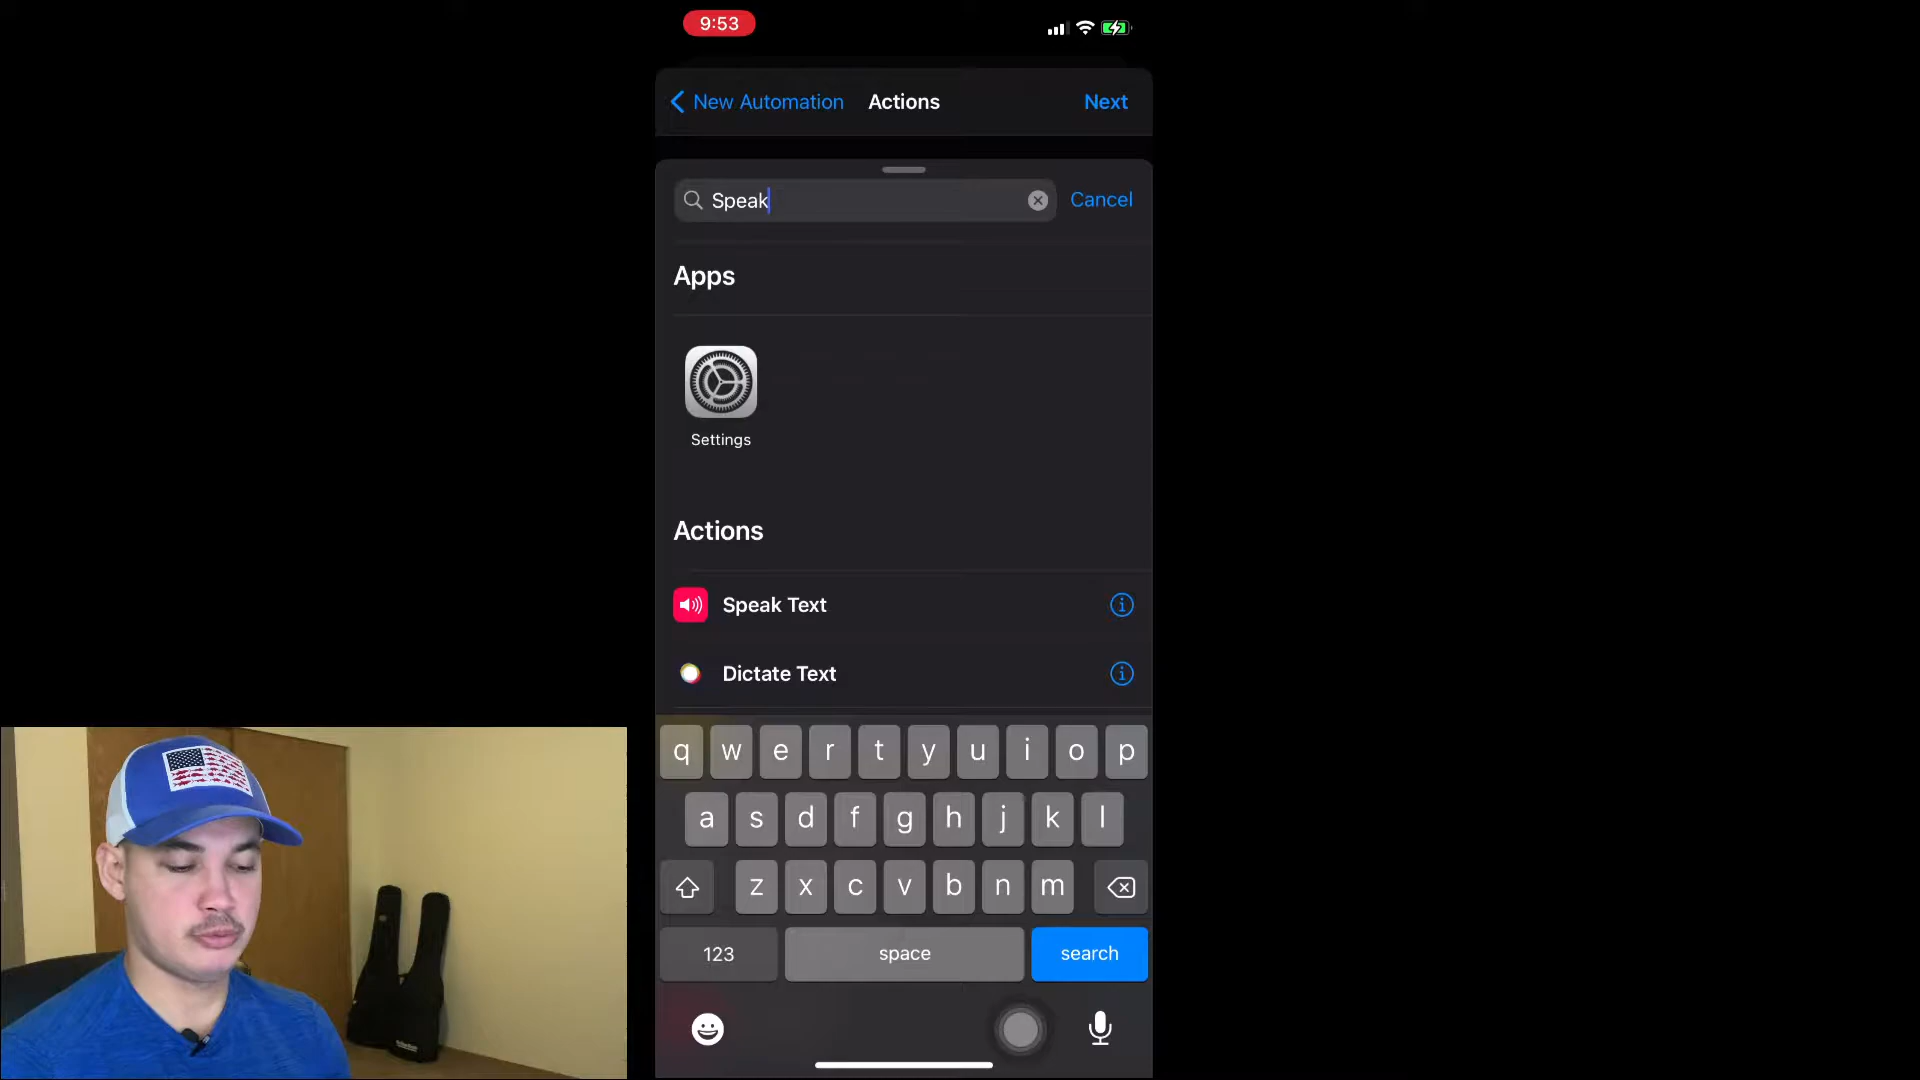 9:53
New Automation
Actions
Next
Speak
Cancel
Apps
Settings
Actions
Speak Text
Dictate Text
q w e r t y u i o p
a s d f g h j k l
z x c v b n m
123
space
search